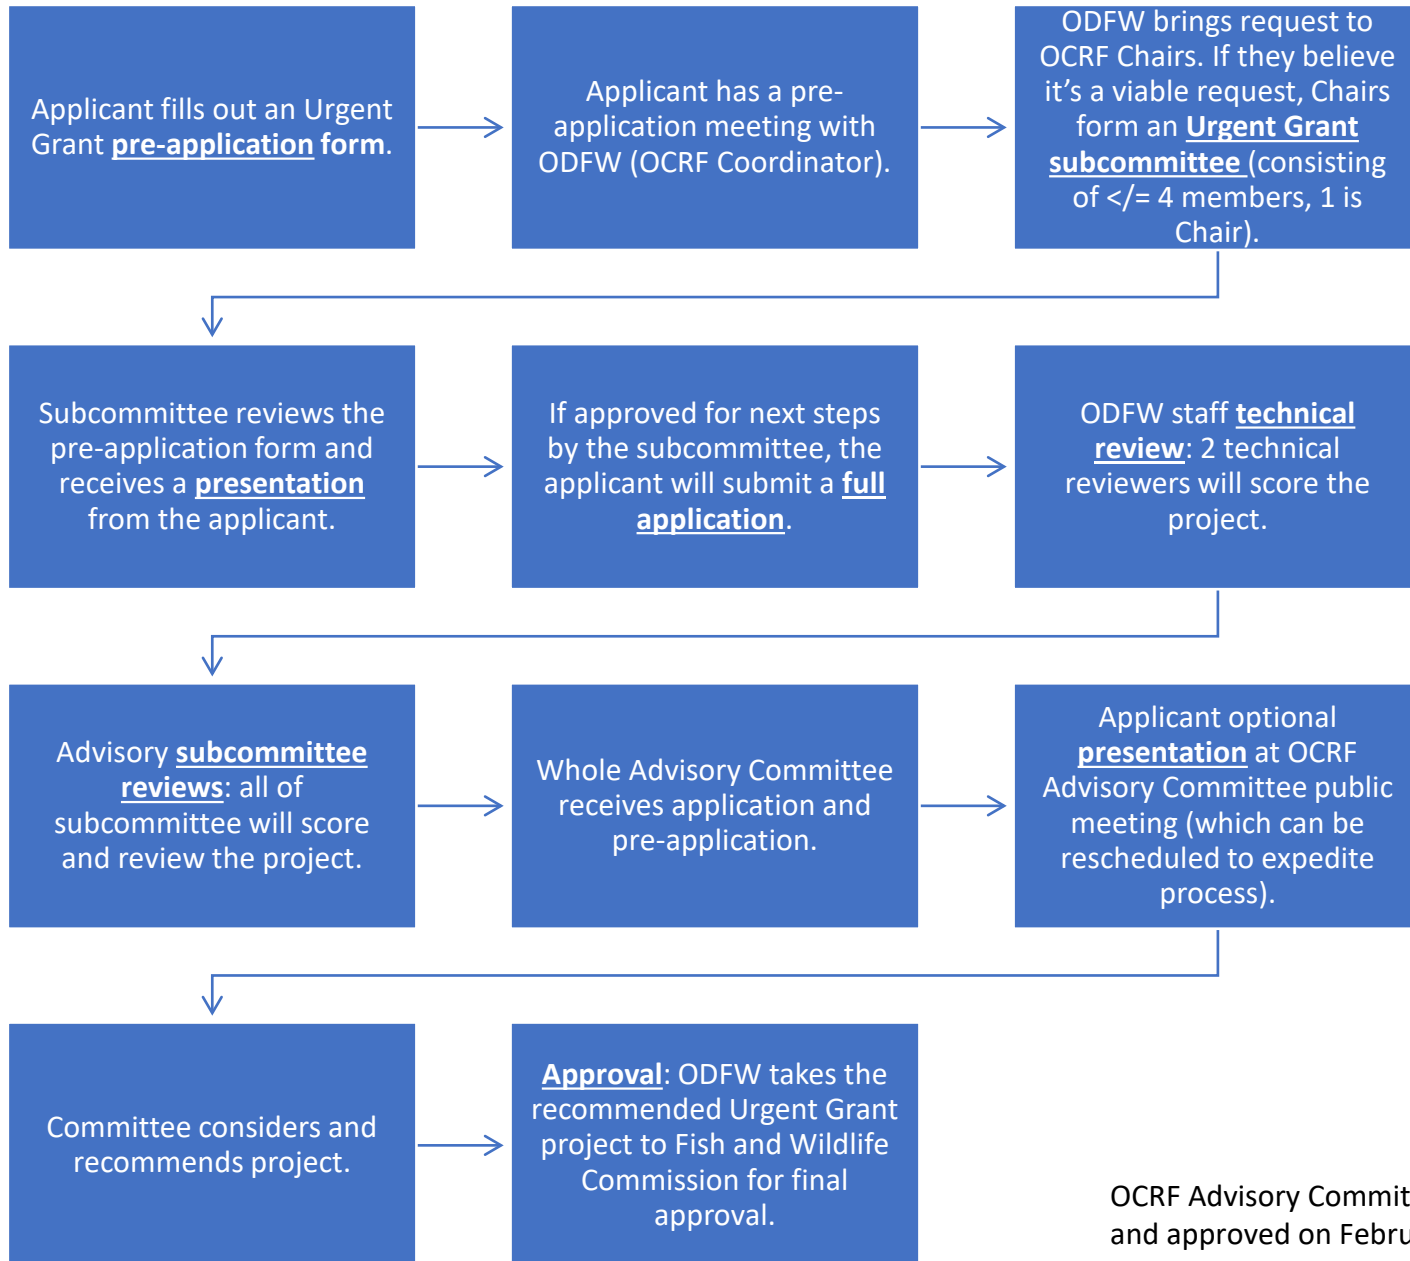 Applicant fills out an Urgent
Grant pre-application form.
Applicant has a pre-
application meeting with
ODFW (OCRF Coordinator).
ODFW brings request to
OCRF Chairs. If they believe
it’s a viable request, Chairs
form an Urgent Grant
subcommittee (consisting
of </= 4 members, 1 is
Chair).
Subcommittee reviews the
pre-application form and
receives a presentation
from the applicant.
If approved for next steps
by the subcommittee, the
applicant will submit a full
application.
ODFW staff technical
review: 2 technical
reviewers will score the
project.
Advisory subcommittee
reviews: all of
subcommittee will score
and review the project.
Whole Advisory Committee
receives application and
pre-application.
Applicant optional
presentation at OCRF
Advisory Committee public
meeting (which can be
rescheduled to expedite
process).
Committee considers and
recommends project.
Approval: ODFW takes the
recommended Urgent Grant
project to Fish and Wildlife
Commission for final
approval.
OCRF Advisory
and approved on